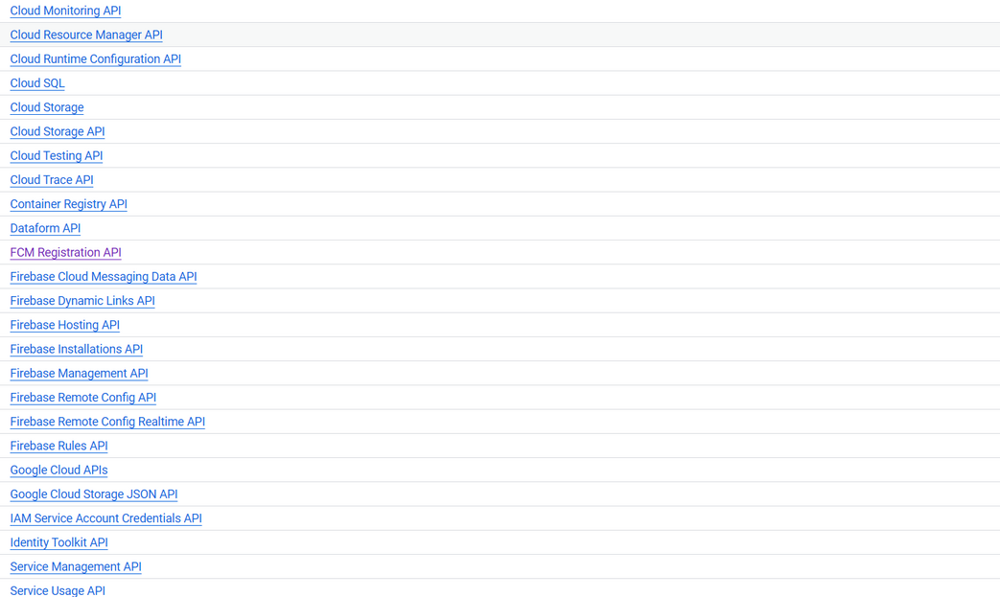 Cloud Monitoring API
Cloud Resource Manager API
Cloud Runtime Configuration API
Cloud SQL
Cloud Storage
Cloud Storage API
Cloud Testing API
Cloud Trace API
Container Registry API
Dataform API
FCM Registration API
Firebase Cloud Messaging Data API
Firebase Dynamic Links API
Firebase Hosting API
Firebase Installations API
Firebase Management API
Firebase Remote Config API
Firebase Remote Config Realtime API
Firebase Rules API
Google Cloud APIs
Google Cloud Storage JSON API
IAM Service Account Credentials API
Identity Toolkit API
Service Management API
Service Usage API